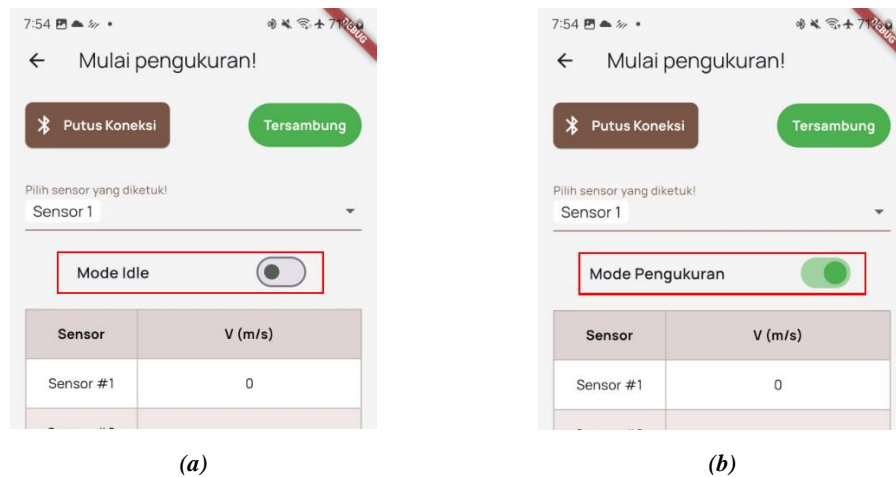 7:54
Mulai pengukuran!
Putus Koneksi
Tersambung
Pilih sensor yang diketuk!
Sensor 1
Mode Idle
Sensor V (m/s)
Sensor #1 0
(a)
7:54
Mulai pengukuran!
Putus Koneksi
Tersambung
Pilih sensor yang diketuk!
Sensor 1
Mode Pengukuran
Sensor V (m/s)
Sensor #1 0
(b)